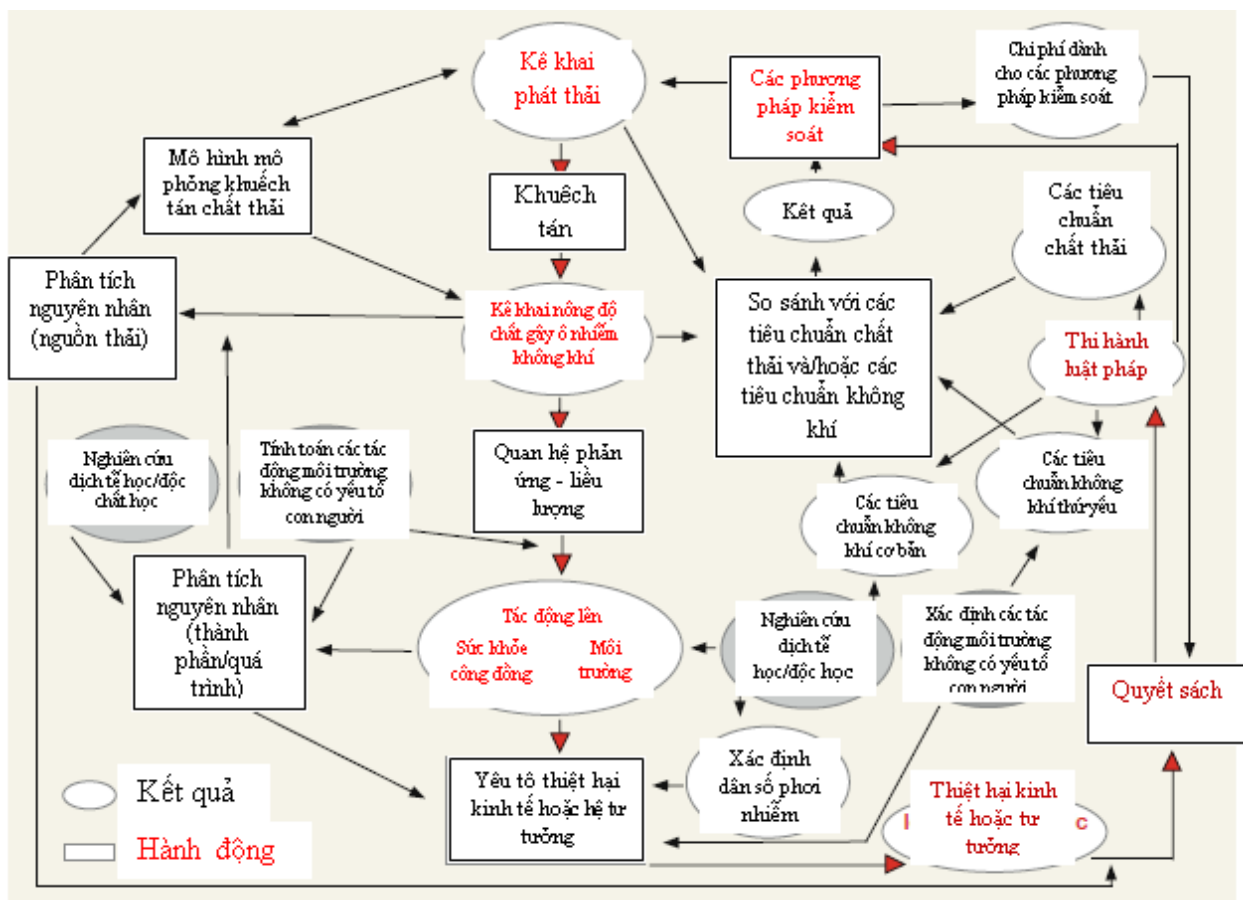 Kê khai
phát thải
Các phương
pháp kiểm
soát
Chi phí dành
cho các phương
pháp kiểm soát
Mô hình mô
phỏng khuếch
tán chất thải
Khuêch
tán
Kêt quả
Các tiêu
chuẩn
chất thải
Phân tích
nguyên nhân
(nguồn thải)
Kê khai nông độ
chất gây ô nhiễm
không khí
So sánh với các
tiêu chuẩn chất
thải và/hoặc các
tiêu chuẩn không
khí
Thi hành
luật pháp
Nghiên cứu
dịch tễ học/độc
chất học
Tính toán các tác
động môi trường
không có yếu tố
con người
Quan hệ phản
ứng - liều
lượng
Các tiêu
chuẩn không
khí cơ bản
Các tiêu
chuẩn không
khí thứ yếu
Phân tích
nguyên nhân
(thành
phần/quá
trình)
Tác động lên
Sức khỏe
công đồng
Môi
trường
Nghiên cứu
dịch tễ
học/độc học
Xác định các tác
động môi trường
không có yếu tố
con người
Quyết sách
Yêu tô thiệt hại
kinh tế hoặc hệ tư
tưởng
Xác định
dân số phơi
nhiễm
Thiệt hại kinh
tế hoặc tư
tưởng
l
c
Kết quả
Hành động